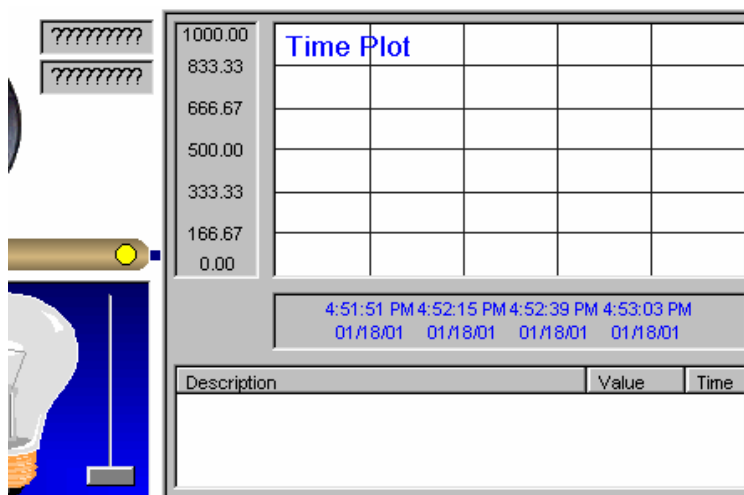 ?????????
?????????
1000.00
833.33
666.67
500.00
333.33
166.67
0.00
Time Plot
4:51:51 PM 4:52:15 PM 4:52:39 PM 4:53:03 PM
01/18/01 01/18/01 01/18/01 01/18/01
Description Value Time